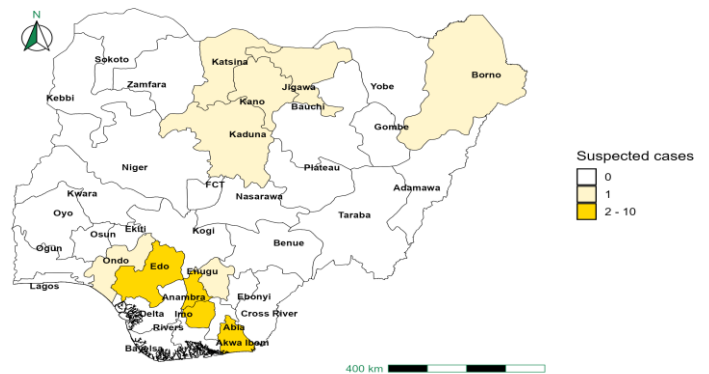 N
Sokoto
Katsina
Borno
Zamfara
Jigawa
Yobe
Kebbi
Kano
Bauchi
Gombe
Kaduna
Niger
Plateau
FCT
Adamawa
Kwara
Nasarawa
Oyo
Taraba
Osun
Ekiti
Kogi
Benue
Ogun
Ondo
Edo
Enugu
Lagos
Anambra
Ebonyi
Delta
Imo
Cross River
Rivers
Abia
Bayelsa
Akwa Ibom
Suspected cases
0
1
2 - 10
400 km